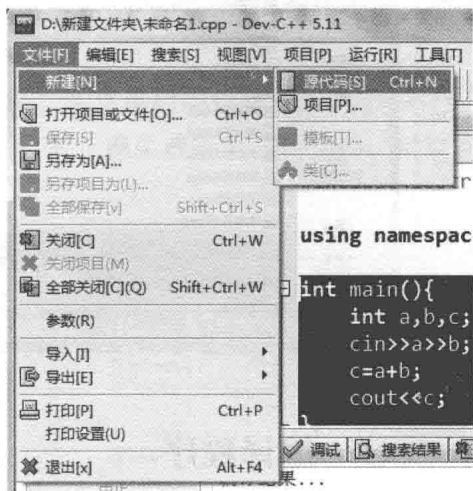 D:\新建文件夹\未命名1.cpp - Dev-C++ 5.11
文件[F] 编辑[E] 搜索[S] 视图[V] 项目[P] 运行[R] 工具[T]
新建[N]
源代码[S] Ctrl+N
项目[P]...
模板[T]...
类[C]...
打开项目或文件[O]... Ctrl+O
保存[S] Ctrl+S
另存为[A]...
另存项目为(L)...
全部保存[v] Shift+Ctrl+S
关闭[C] Ctrl+W
关闭项目(M)
全部关闭[C](Q) Shift+Ctrl+W
参数(R)
导入[I]
导出[E]
打印[P] Ctrl+P
打印设置(U)
退出[x] Alt+F4
using namespac
int main(){
int a,b,c;
cin>>a>>b;
c=a+b;
cout<<c;
}
调试 搜索结果